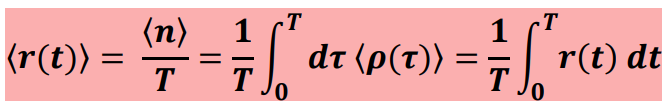 ⟨r(t)⟩ = ⟨n⟩/T = 1/T ∫₀ᵀ dτ ⟨ρ(τ)⟩ = 1/T ∫₀ᵀ r(t) dt